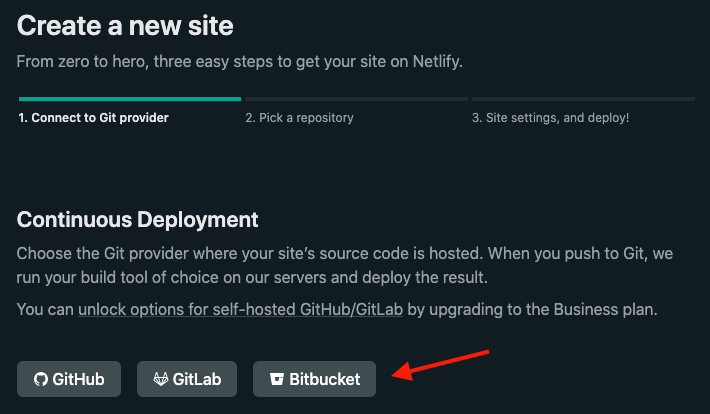 Create a new site
From zero to hero, three easy steps to get your site on Netlify.
1. Connect to Git provider
2. Pick a repository
3. Site settings, and deploy!
Continuous Deployment
Choose the Git provider where your site’s source code is hosted. When you push to Git, we
run your build tool of choice on our servers and deploy the result.
You can unlock options for self-hosted GitHub/GitLab by upgrading to the Business plan.
GitHub
GitLab
Bitbucket